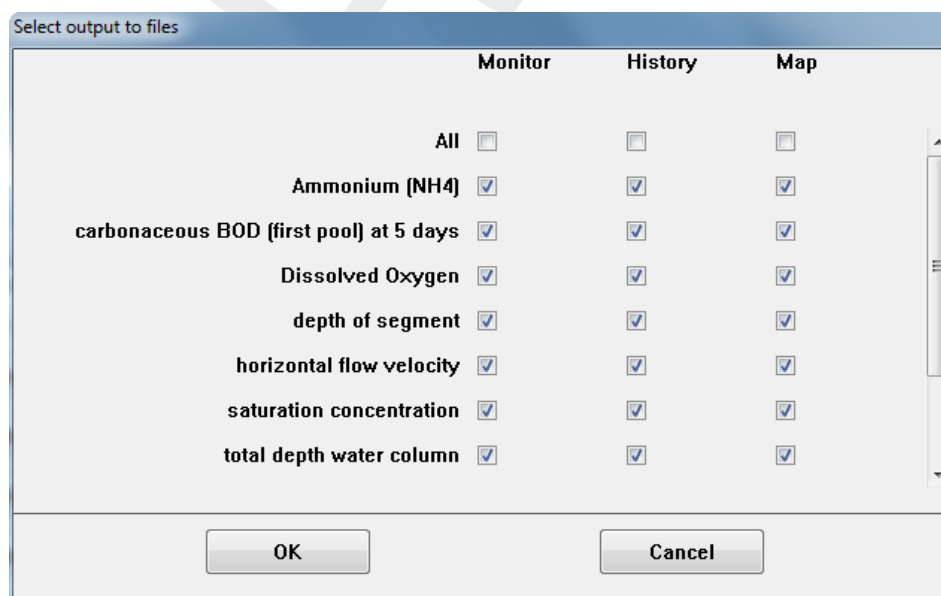 Select output to files
Monitor History Map
All
Ammonium (NH4)
carbonaceous BOD (first pool) at 5 days
Dissolved Oxygen
depth of segment
horizontal flow velocity
saturation concentration
total depth water column
OK Cancel